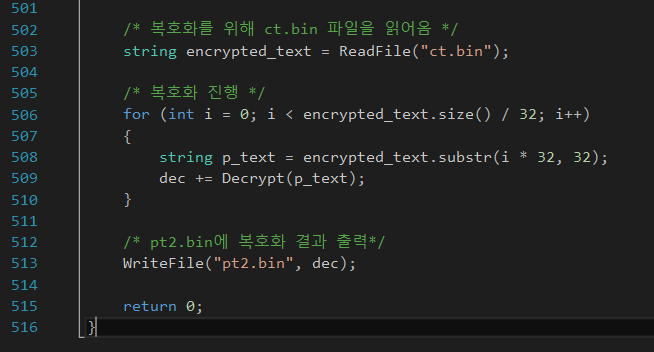 501
502 /* 복호화를 위해 ct.bin 파일을 읽어옴 */
503 string encrypted_text = ReadFile("ct.bin");
504
505 /* 복호화 진행 */
506 for (int i = 0; i < encrypted_text.size() / 32; i++)
507 {
508 string p_text = encrypted_text.substr(i * 32, 32);
509 dec += Decrypt(p_text);
510 }
511
512 /* pt2.bin에 복호화 결과 출력*/
513 WriteFile("pt2.bin", dec);
514
515 return 0;
516 }